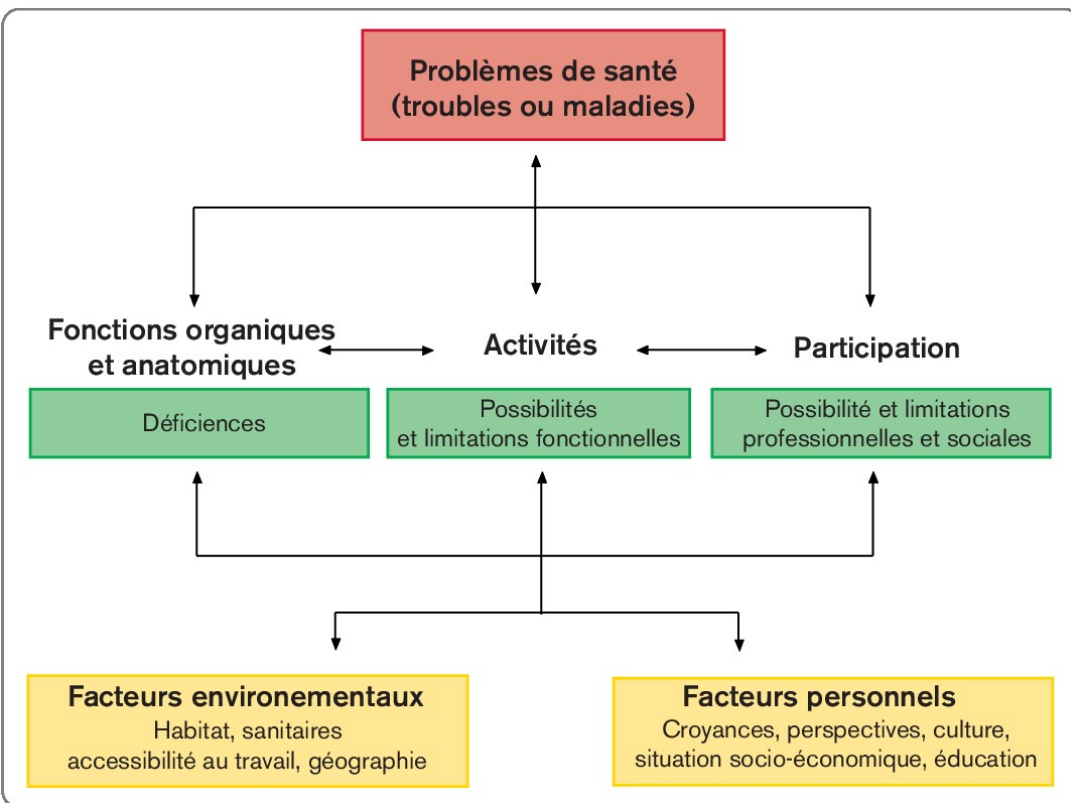 Problèmes de santé
(troubles ou maladies)
Fonctions organiques
et anatomiques
Activités
Participation
Déficiences
Possibilités
et limitations fonctionnelles
Possibilité et limitations
professionnelles et sociales
Facteurs environementaux
Habitat, sanitaires
accessibilité au travail, géographie
Facteurs personnels
Croyances, perspectives, culture,
situation socio-économique, éducation